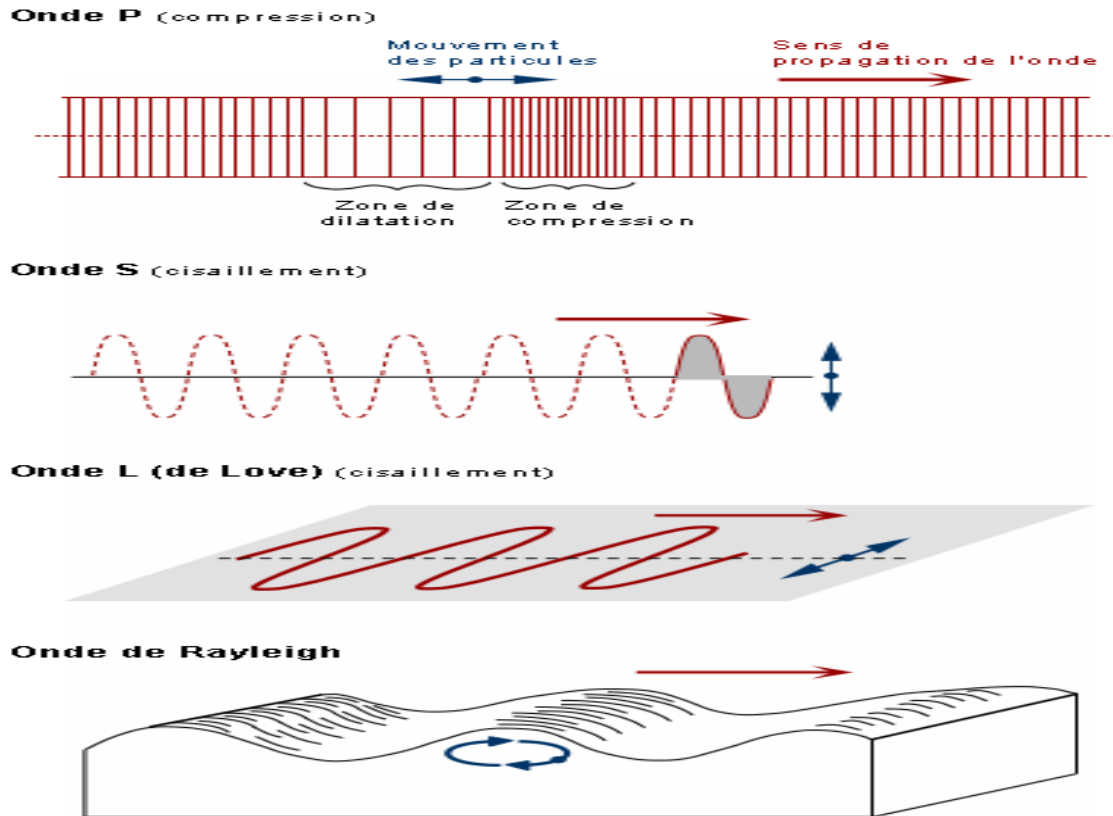 Onde P (compression)
Mouvement
des particules
Sens de
propagation de l'onde
Zone de
dilatation
Zone de
compression
Onde S (cisaillement)
Onde L (de Love) (cisaillement)
Onde de Rayleigh